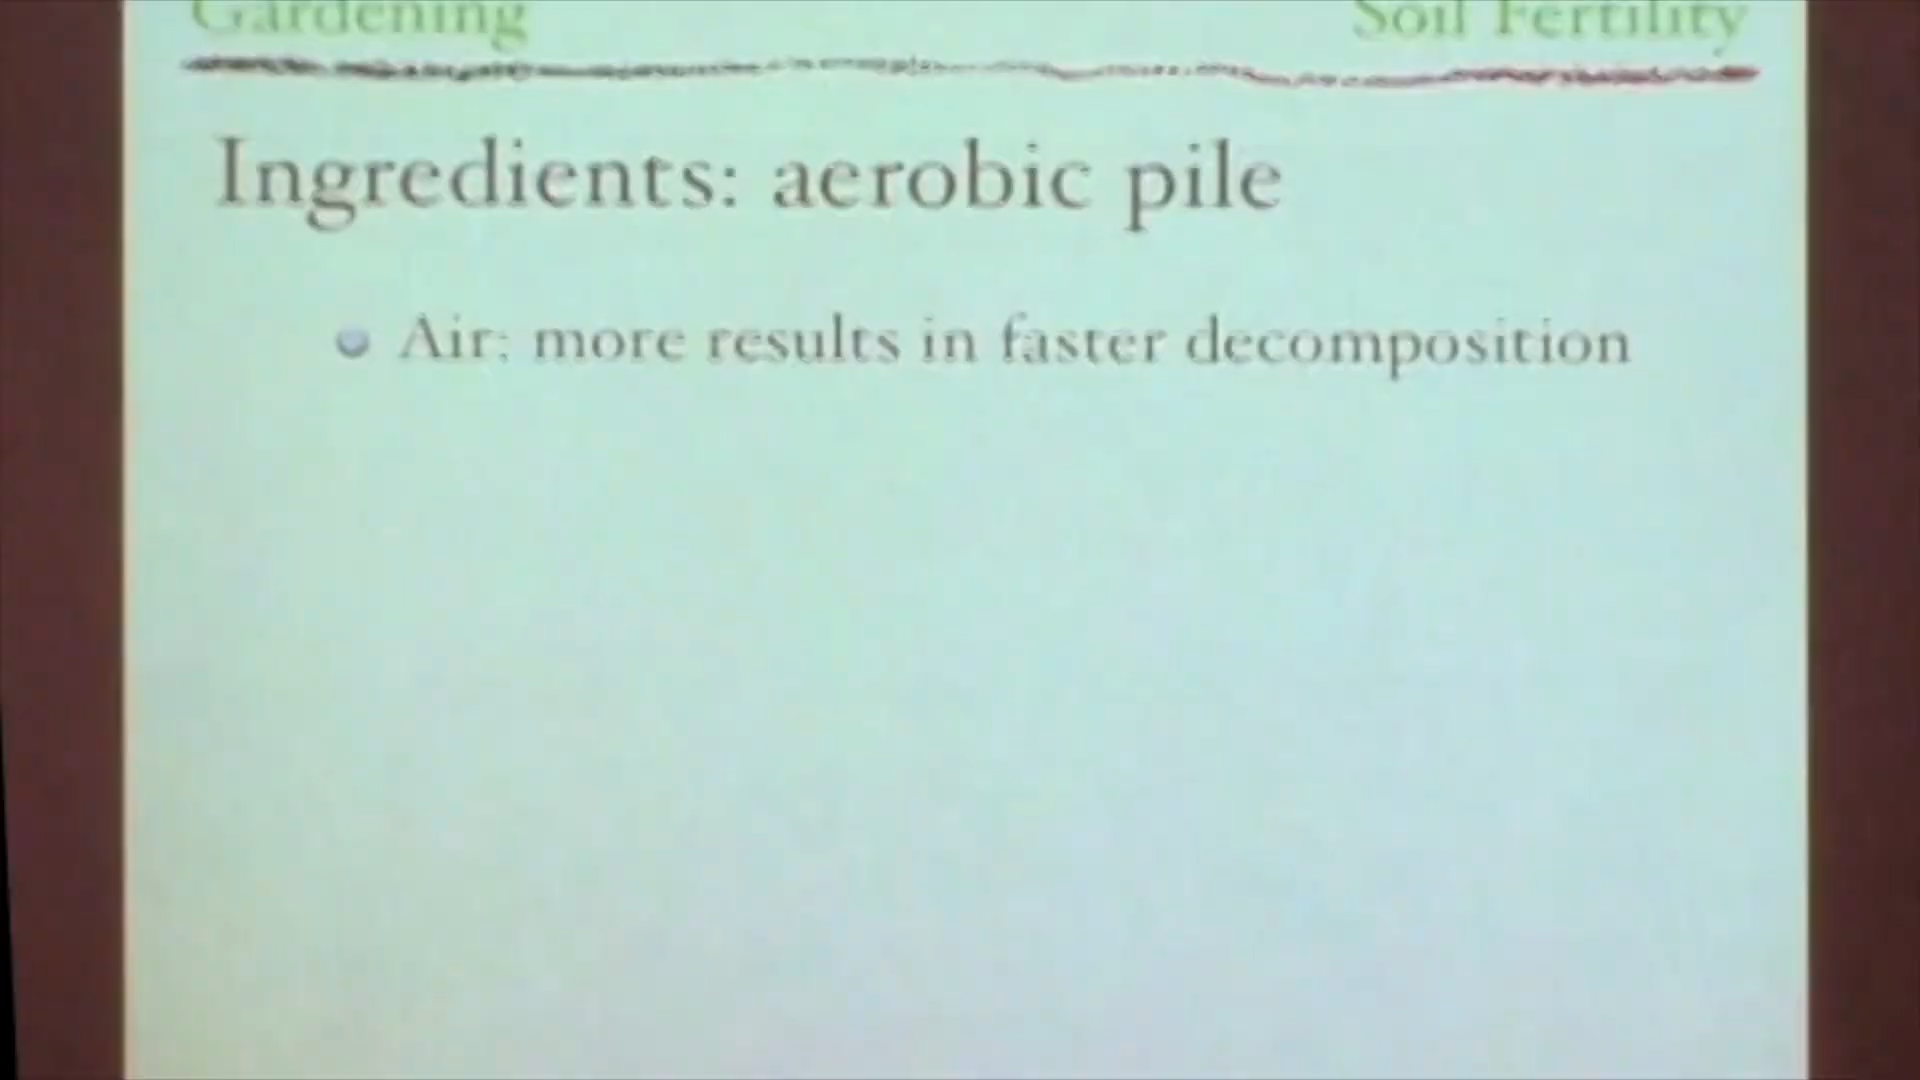 Gardening Soil Fertility
Ingredients: aerobic pile
Air: more results in faster decomposition